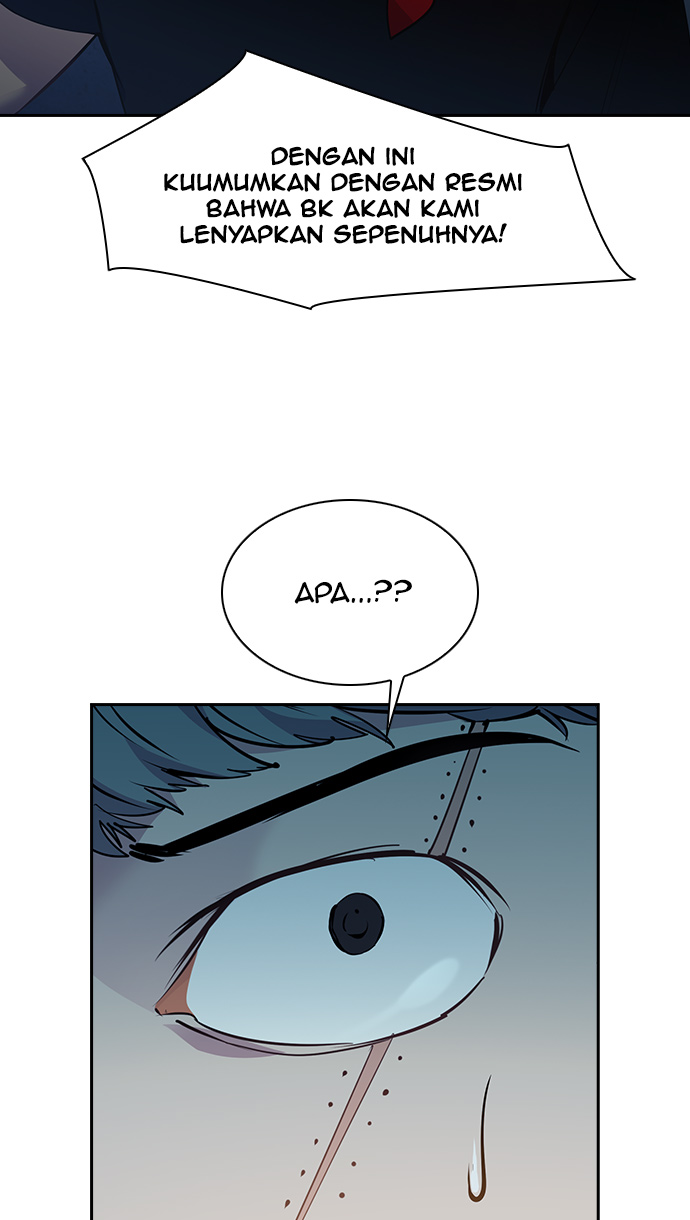 DENGAN INI
KUUMUMKAN DENGAN RESMI
BAHWA BK AKAN KAMI
LENYAPKAN SEPENUHNYA!
APA...??